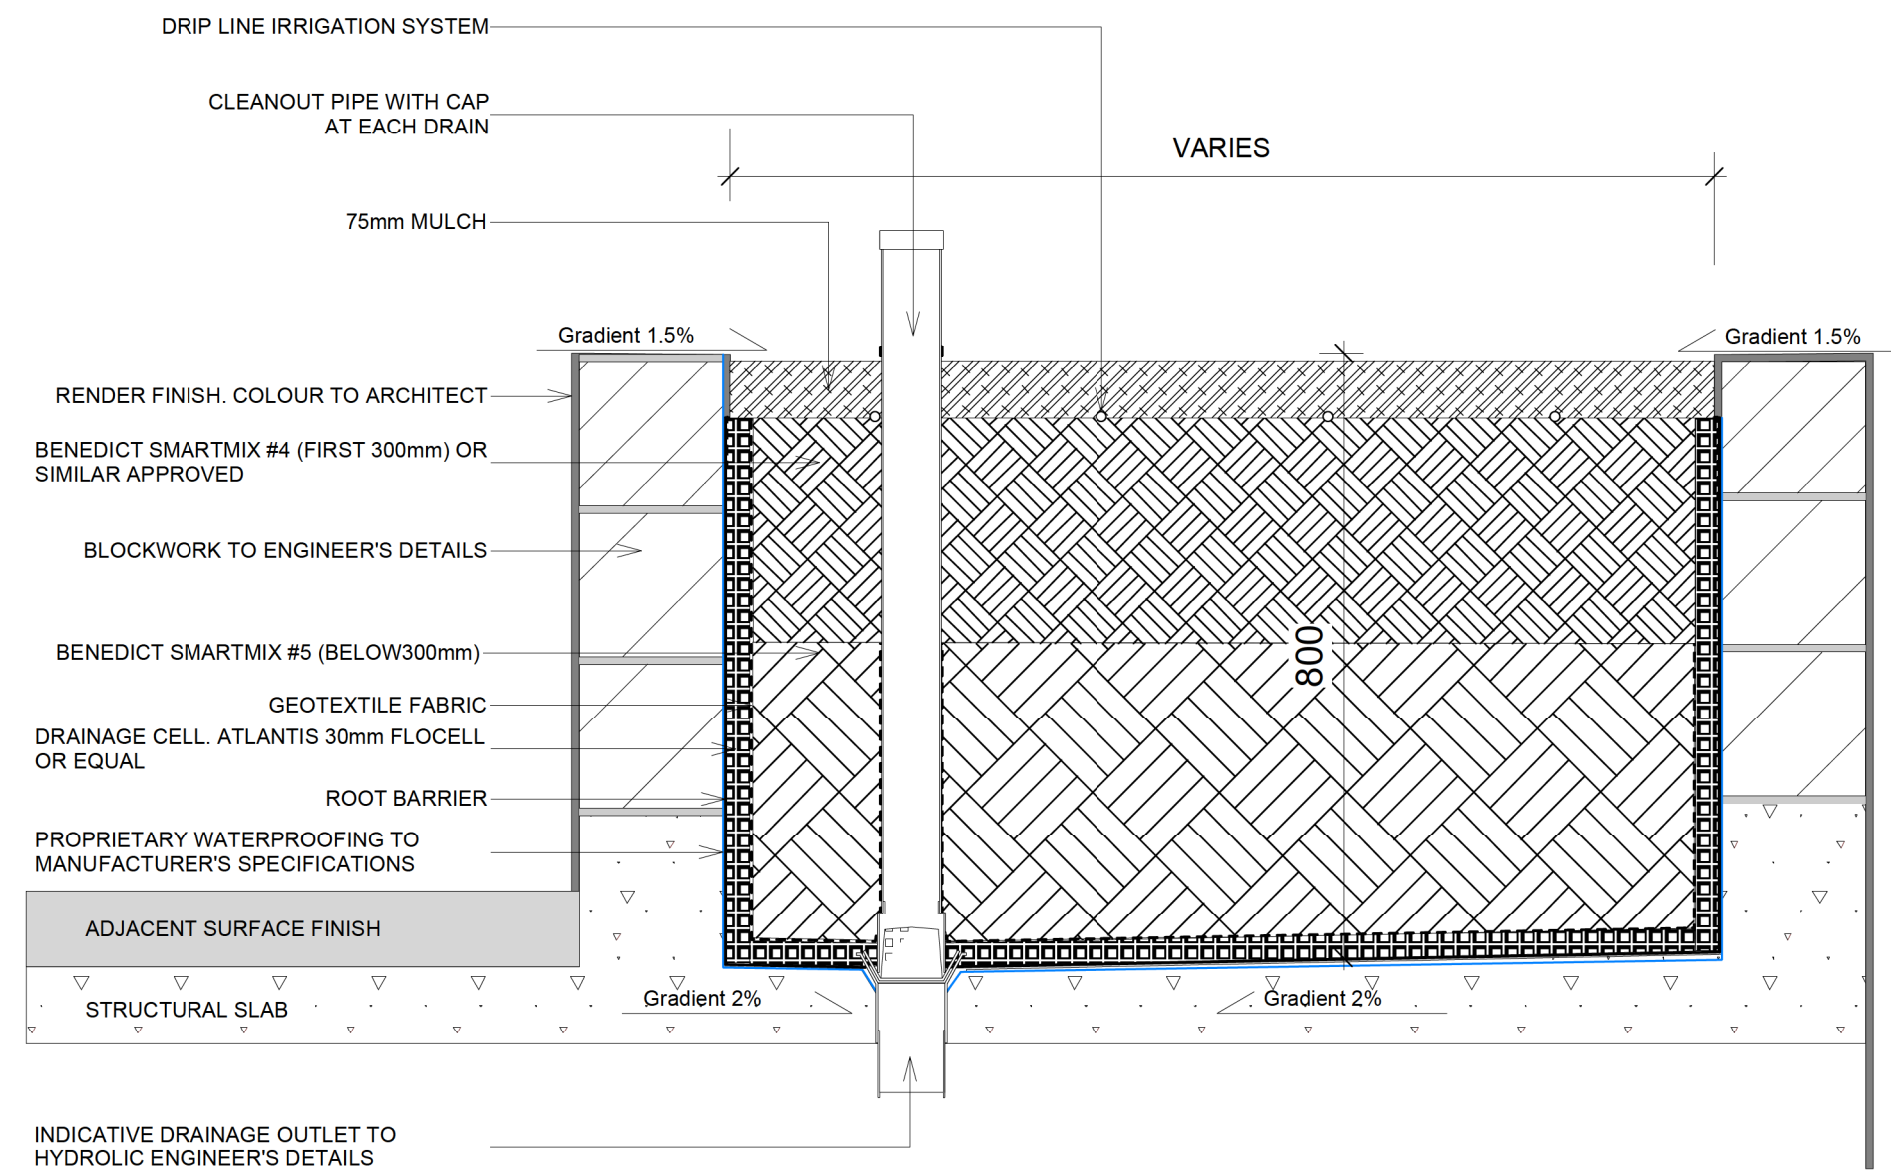 DRIP LINE IRRIGATION SYSTEM
CLEANOUT PIPE WITH CAP
AT EACH DRAIN
VARIES
75mm MULCH
Gradient 1.5%
Gradient 1.5%
RENDER FINISH. COLOUR TO ARCHITECT
BENEDICT SMARTMIX #4 (FIRST 300mm) OR
SIMILAR APPROVED
BLOCKWORK TO ENGINEER'S DETAILS
800
BENEDICT SMARTMIX #5 (BELOW300mm)
GEOTEXTILE FABRIC
DRAINAGE CELL. ATLANTIS 30mm FLOCELL
OR EQUAL
ROOT BARRIER
PROPRIETARY WATERPROOFING TO
MANUFACTURER'S SPECIFICATIONS
ADJACENT SURFACE FINISH
STRUCTURAL SLAB
Gradient 2%
Gradient 2%
INDICATIVE DRAINAGE OUTLET TO
HYDROLIC ENGINEER'S DETAILS